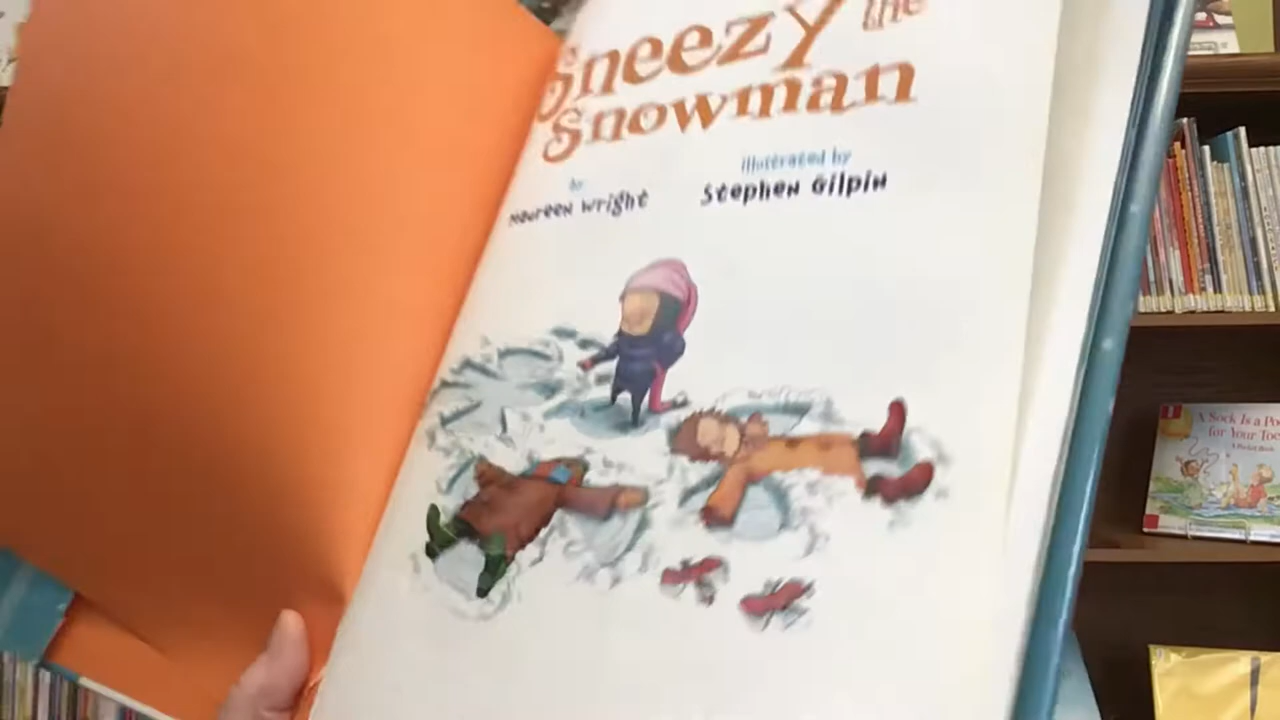 Sneezy the
Snowman
by
Maureen Wright
illustrated by
Stephen Gilpin
A Sock Is a Po
for Your Toe